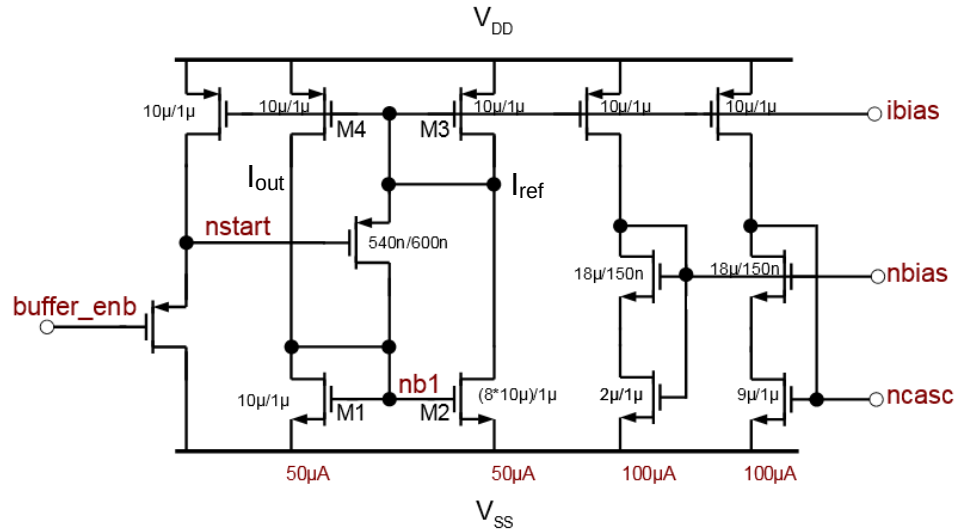 VDD
10µ/1µ
10µ/1µ
10µ/1µ
10µ/1µ
10µ/1µ
ibias
M4
M3
Iout
Iref
nstart
540n/600n
18µ/150n
18µ/150n
nbias
buffer_enb
nb1
10µ/1µ
M1
M2
(8*10µ)/1µ
2µ/1µ
9µ/1µ
ncasc
50µA
50µA
100µA
100µA
VSS